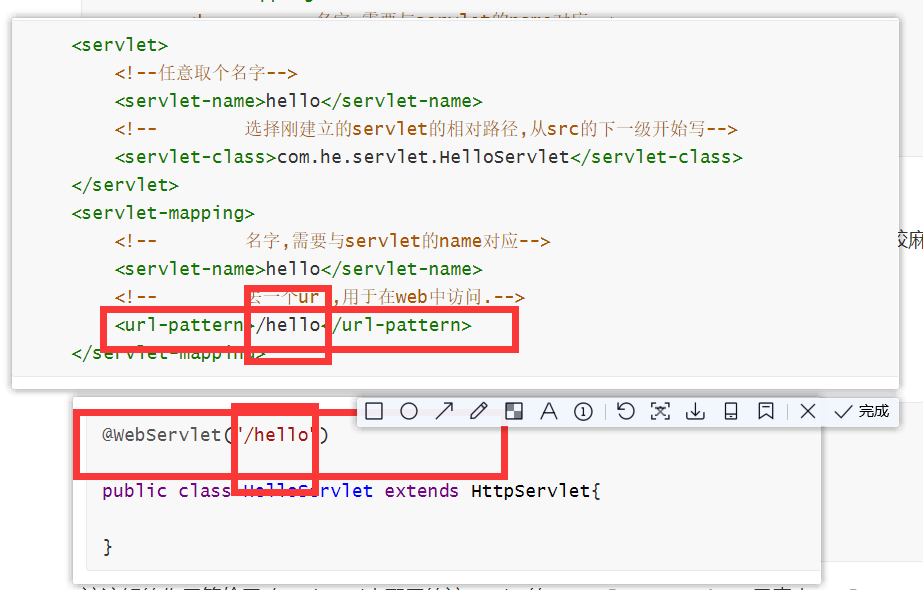 <servlet>
<!--任意取个名字-->
<servlet-name>hello</servlet-name>
<!-- 选择刚建立的servlet的相对路径,从src的下一级开始写-->
<servlet-class>com.he.servlet.HelloServlet</servlet-class>
</servlet>
<servlet-mapping>
<!-- 名字,需要与servlet的name对应-->
<servlet-name>hello</servlet-name>
<!-- 一个ur ,用于在web中访问.-->
<url-pattern>/hello</url-pattern>
</servlet-mapping>
完成
@WebServlet("/hello")
public class HelloServlet extends HttpServlet{
}